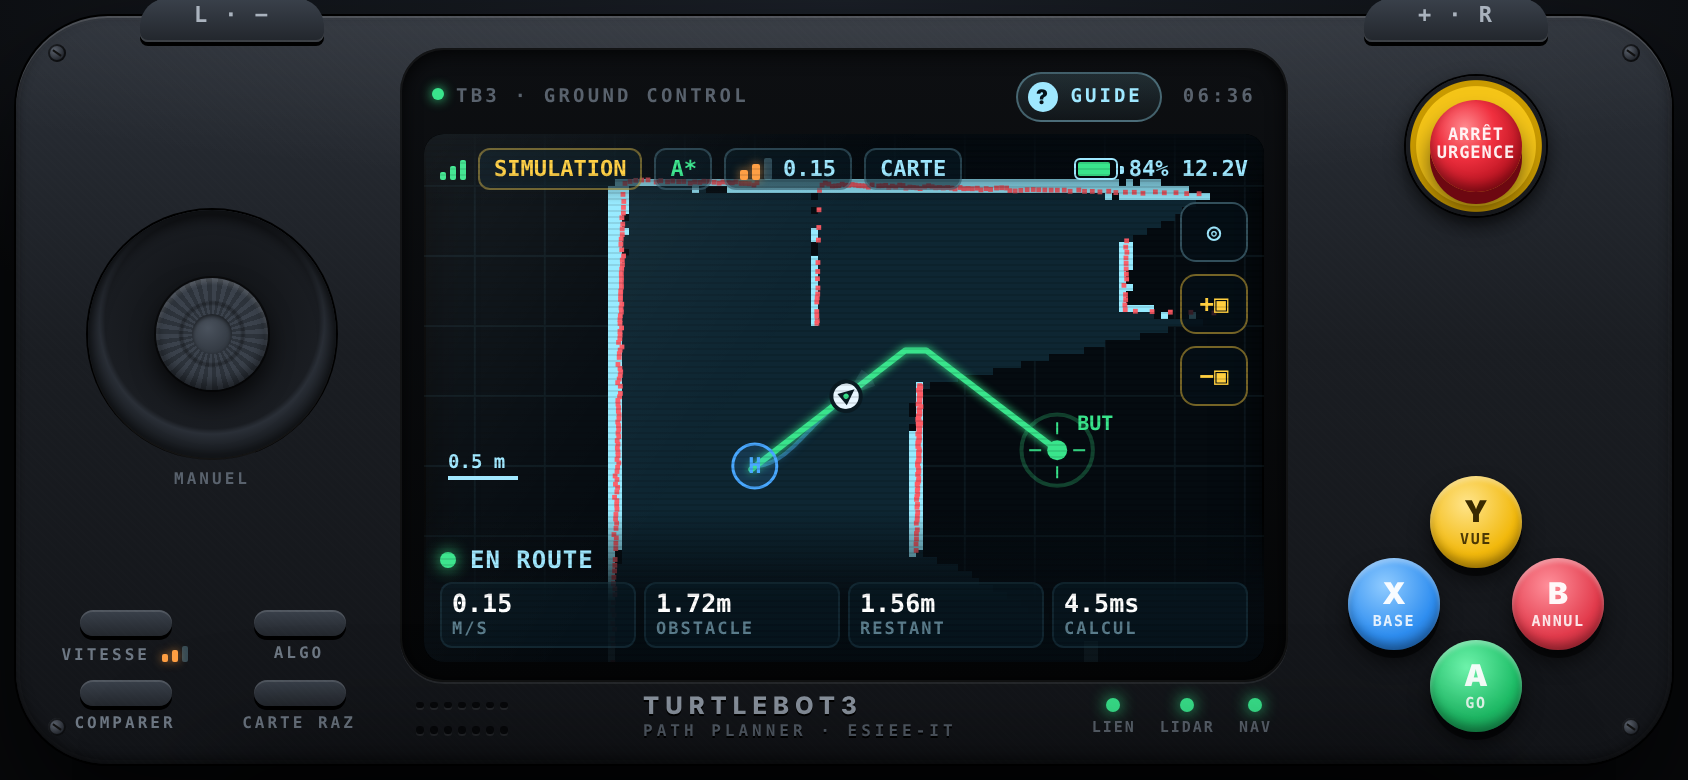 L · −
+ · R
TB3 · GROUND CONTROL
? GUIDE
06:36
ARRÊT
URGENCE
SIMULATION
A*
0.15
CARTE
84% 12.2V
◎
+▣
−▣
BUT
H
0.5 m
MANUEL
EN ROUTE
0.15
M/S
1.72m
OBSTACLE
1.56m
RESTANT
4.5ms
CALCUL
Y
VUE
X
BASE
B
ANNUL
A
GO
VITESSE
ALGO
COMPARER
CARTE RAZ
TURTLEBOT3
PATH PLANNER · ESIEE-IT
LIEN
LIDAR
NAV